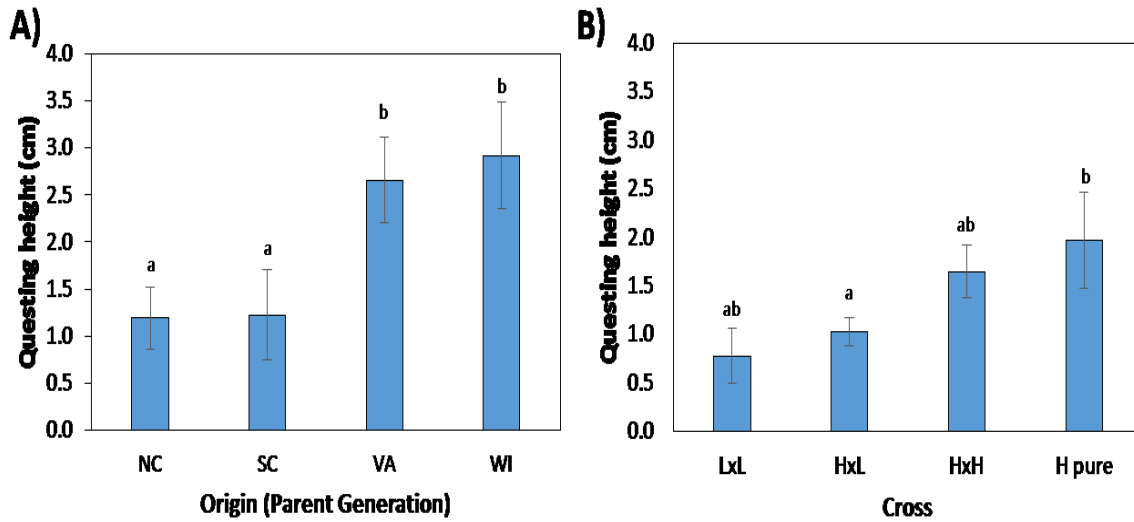 A)
Questing height (cm)
4.0
3.5
3.0
2.5
2.0
1.5
1.0
0.5
0.0
a
a
b
b
NC SC VA WI
Origin (Parent Generation)
B)
Questing height (cm)
4.0
3.5
3.0
2.5
2.0
1.5
1.0
0.5
0.0
ab
a
ab
b
LxL HxL HxH H pure
Cross